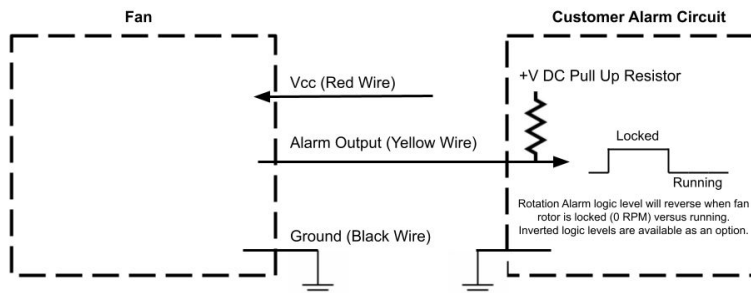 Fan
Customer Alarm Circuit
Vcc (Red Wire)
+V DC Pull Up Resistor
Alarm Output (Yellow Wire)
Locked
Running
Rotation Alarm logic level will reverse when fan
rotor is locked (0 RPM) versus running.
Inverted logic levels are available as an option.
Ground (Black Wire)